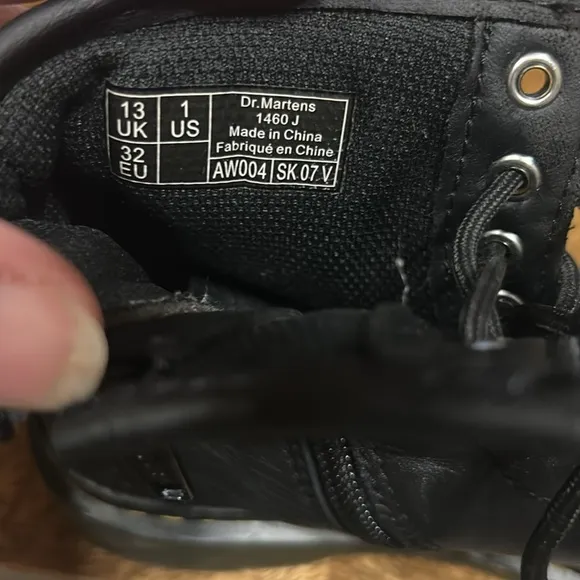 13 UK
1 US
32 EU
Dr.Martens
1460 J
Made in China
Fabriqué en Chine
AW004 SK 07 V